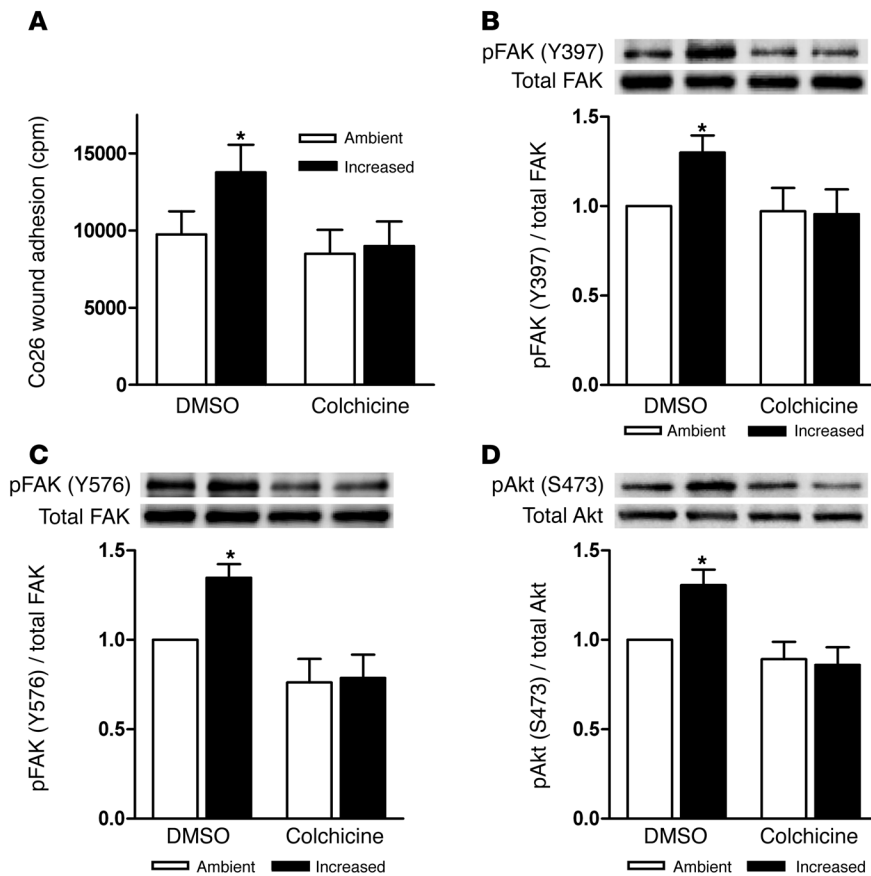 A
Co26 wound adhesion (cpm)
15000
10000
5000
0
*
Ambient
Increased
DMSO Colchicine
B
pFAK (Y397)
Total FAK
pFAK (Y397) / total FAK
1.5
1.0
0.5
0.0
*
DMSO Colchicine
Ambient Increased
C
pFAK (Y576)
Total FAK
pFAK (Y576) / total FAK
1.5
1.0
0.5
0.0
*
DMSO Colchicine
Ambient Increased
D
pAkt (S473)
Total Akt
pAkt (S473) / total Akt
1.5
1.0
0.5
0.0
*
DMSO Colchicine
Ambient Increased